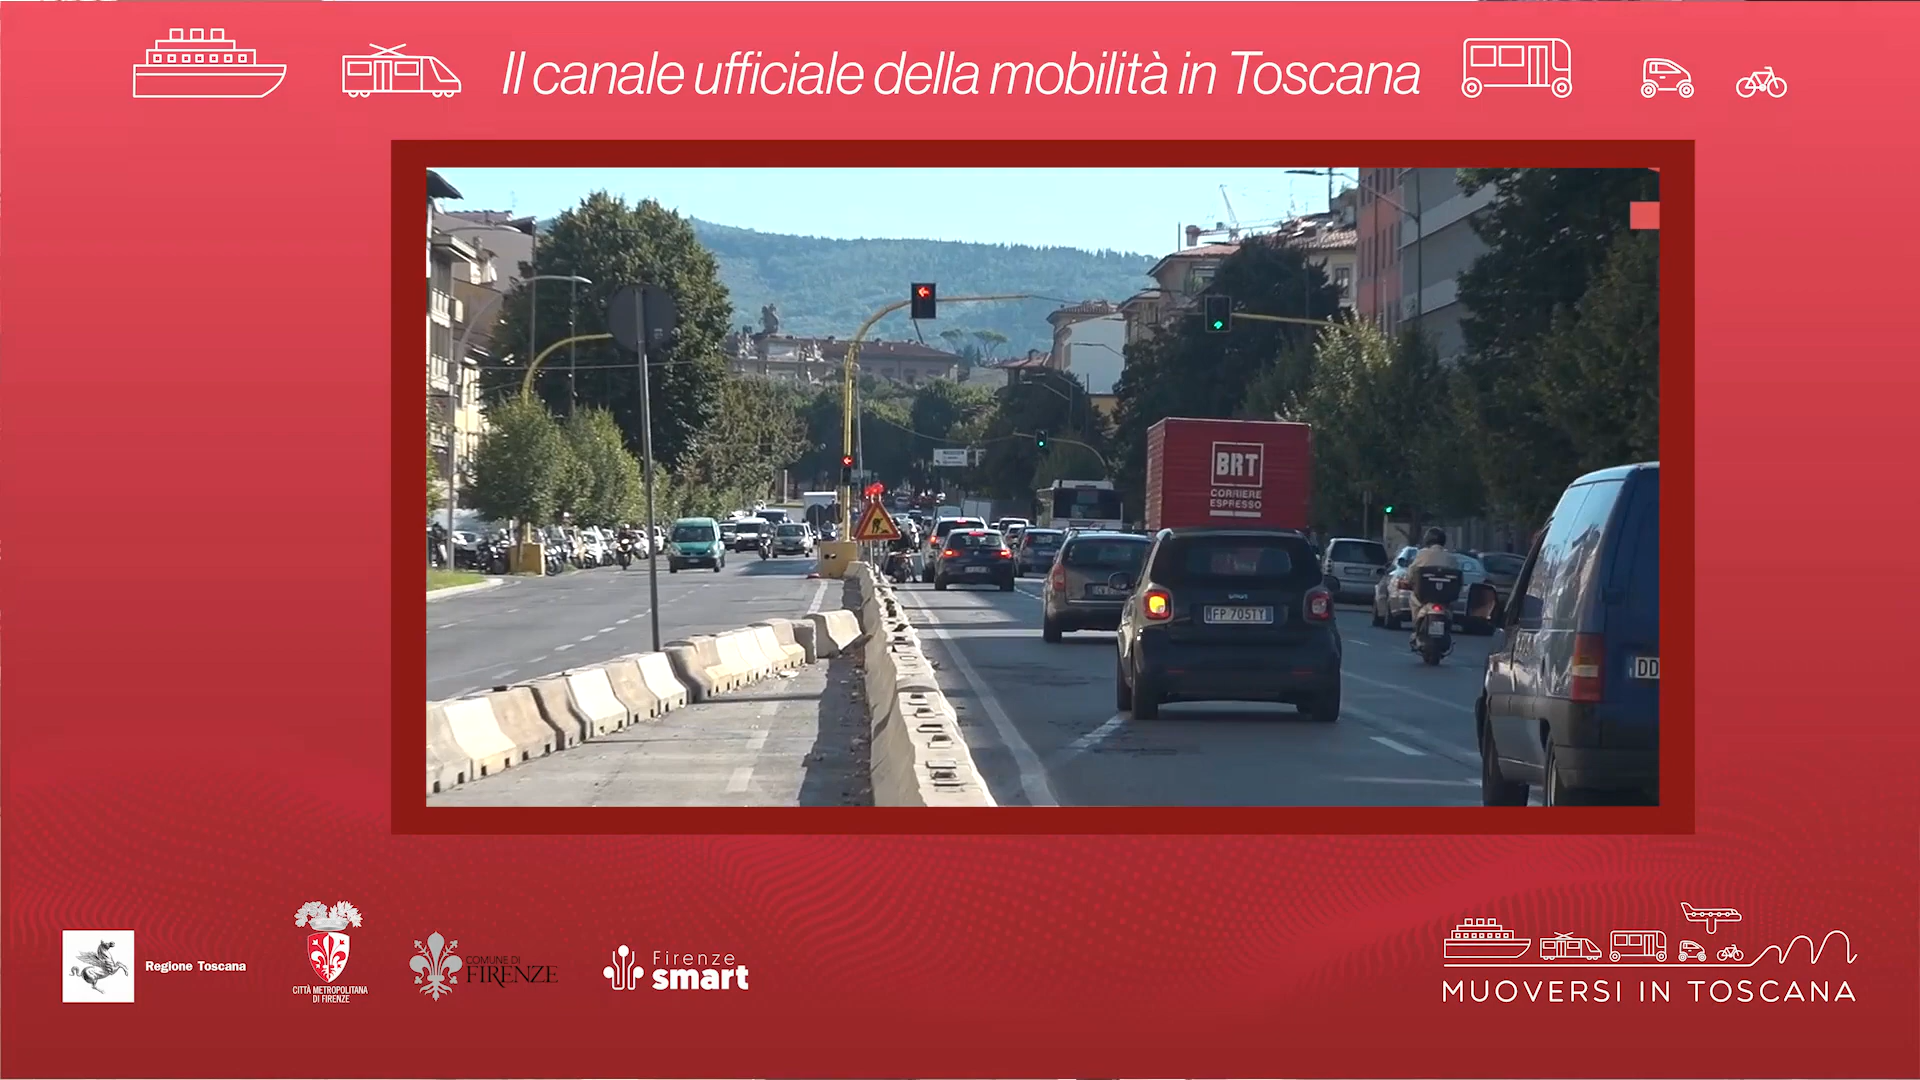 Il canale ufficiale della mobilità in Toscana
BRT
CORRIERE
ESPRESSO
FP 705TY
DD
Regione Toscana
CITTÀ METROPOLITANA
DI FIRENZE
COMUNE DI
FIRENZE
Firenze
smart
MUOVERSI IN TOSCANA